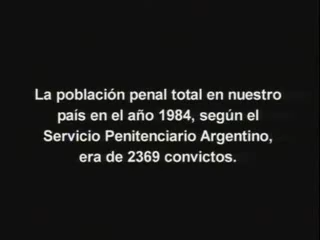 La población penal total en nuestro
país en el año 1984, según el
Servicio Penitenciario Argentino,
era de 2369 convictos.